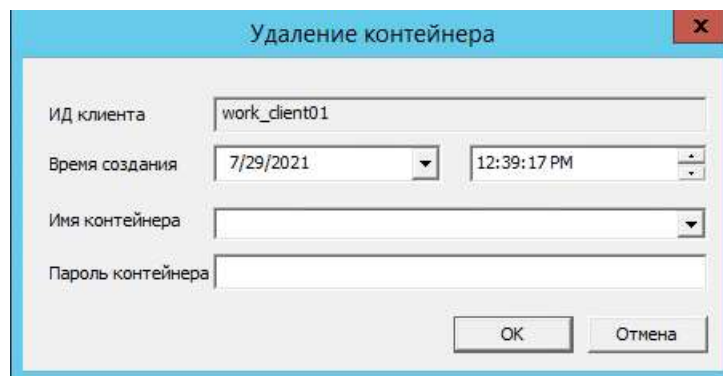 Удаление контейнера
x
ИД клиента work_client01
Время создания 7/29/2021 12:39:17 PM
Имя контейнера
Пароль контейнера
OK Отмена